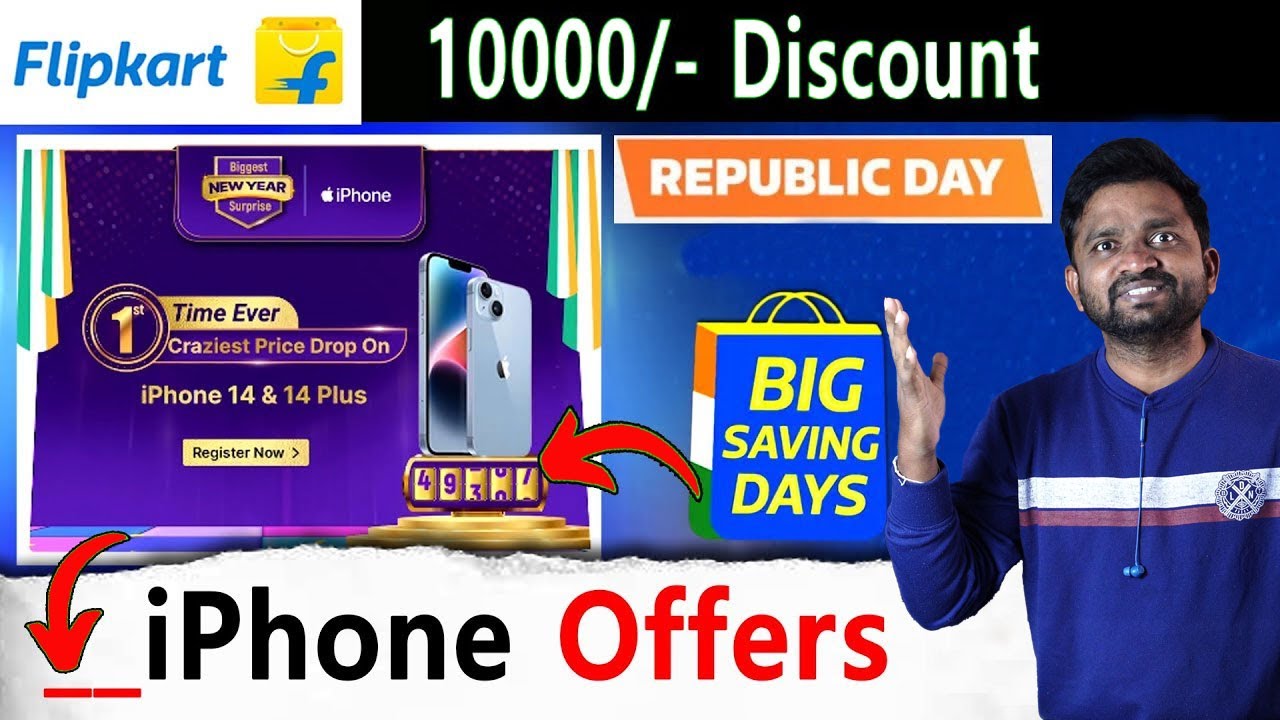 Flipkart
10000/- Discount
Biggest
NEW YEAR
Surprise
iPhone
1st
Time Ever
Craziest Price Drop On
iPhone 14 & 14 Plus
Register Now >
REPUBLIC DAY
BIG
SAVING
DAYS
__iPhone Offers